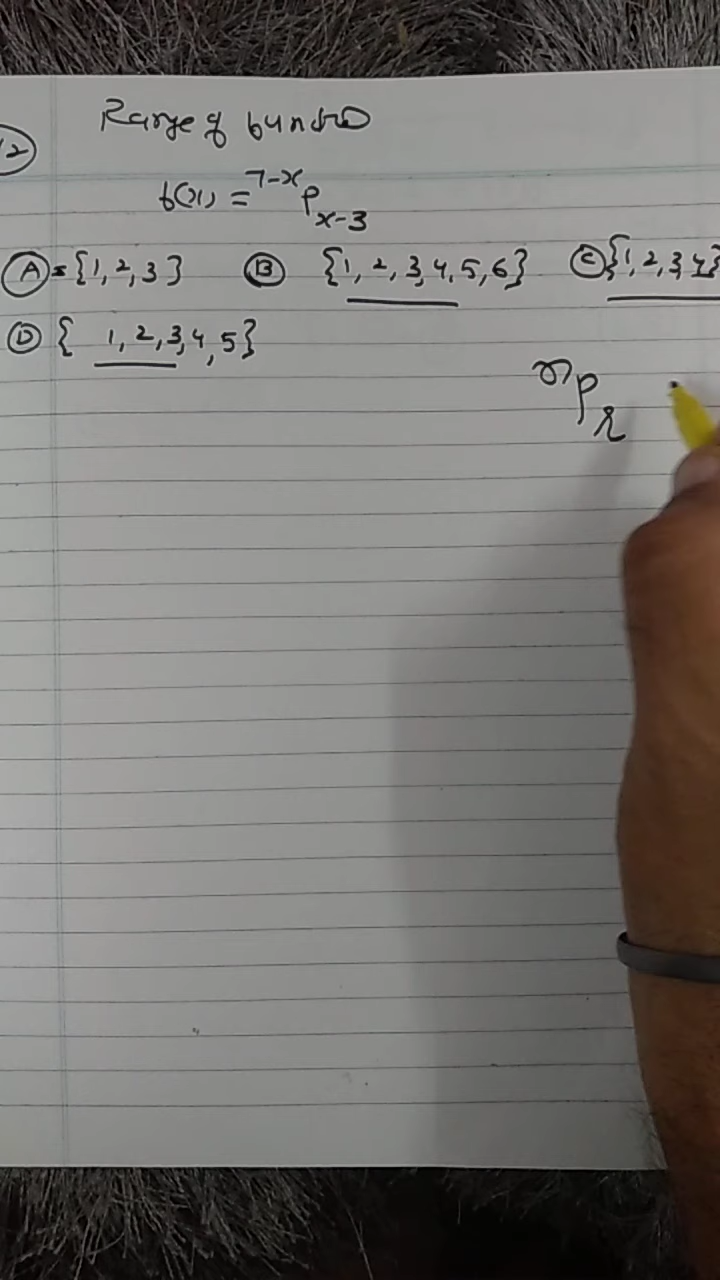 12 Range of function
f(x) = ⁷⁻ˣPₓ₋₃
(A) = {1, 2, 3} (B) {1, 2, 3, 4, 5, 6} (C) {1, 2, 3, 4}
(D) { 1, 2, 3, 4, 5}
ⁿPᵣ